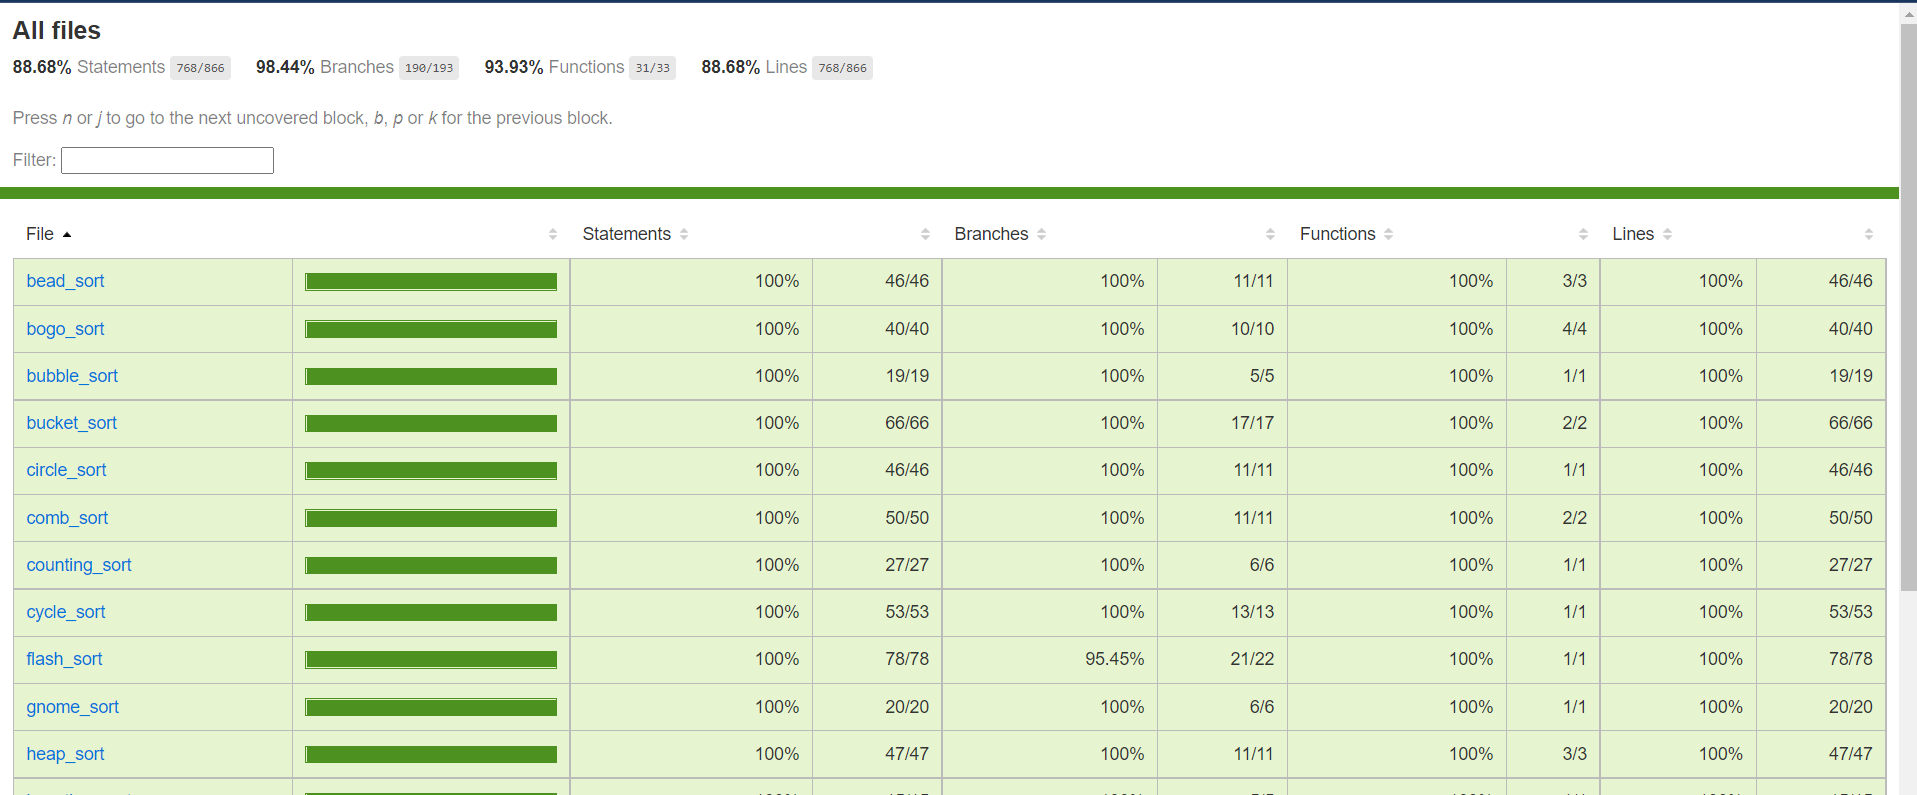 All files
88.68% Statements 768/866 98.44% Branches 190/193 93.93% Functions 31/33 88.68% Lines 768/866
Press n or j to go to the next uncovered block, b, p or k for the previous block.
Filter:
File Statements Branches Functions Lines
bead_sort 100% 46/46 100% 11/11 100% 3/3 100% 46/46
bogo_sort 100% 40/40 100% 10/10 100% 4/4 100% 40/40
bubble_sort 100% 19/19 100% 5/5 100% 1/1 100% 19/19
bucket_sort 100% 66/66 100% 17/17 100% 2/2 100% 66/66
circle_sort 100% 46/46 100% 11/11 100% 1/1 100% 46/46
comb_sort 100% 50/50 100% 11/11 100% 2/2 100% 50/50
counting_sort 100% 27/27 100% 6/6 100% 1/1 100% 27/27
cycle_sort 100% 53/53 100% 13/13 100% 1/1 100% 53/53
flash_sort 100% 78/78 95.45% 21/22 100% 1/1 100% 78/78
gnome_sort 100% 20/20 100% 6/6 100% 1/1 100% 20/20
heap_sort 100% 47/47 100% 11/11 100% 3/3 100% 47/47